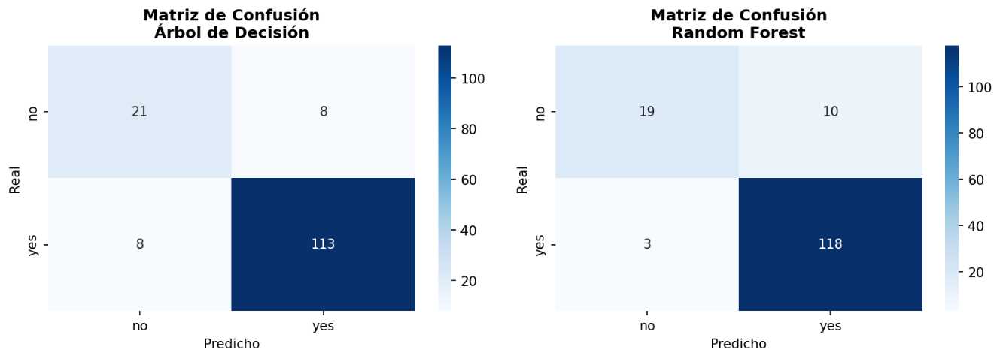 Matriz de Confusión
Árbol de Decisión
no
21
8
100
80
60
40
20
Real
yes
8
113
no
yes
Predicho
Matriz de Confusión
Random Forest
no
19
10
100
80
60
40
20
Real
yes
3
118
no
yes
Predicho